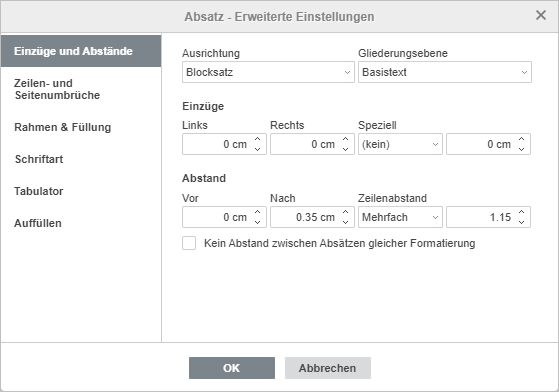 Absatz - Erweiterte Einstellungen
Einzüge und Abstände
Zeilen- und
Seitenumbrüche
Rahmen & Füllung
Schriftart
Tabulator
Auffüllen
Ausrichtung Gliederungsebene
Blocksatz Basistext
Einzüge
Links Rechts Speziell
0 cm 0 cm (kein) 0 cm
Abstand
Vor Nach Zeilenabstand
0 cm 0.35 cm Mehrfach 1.15
Kein Abstand zwischen Absätzen gleicher Formatierung
OK Abbrechen